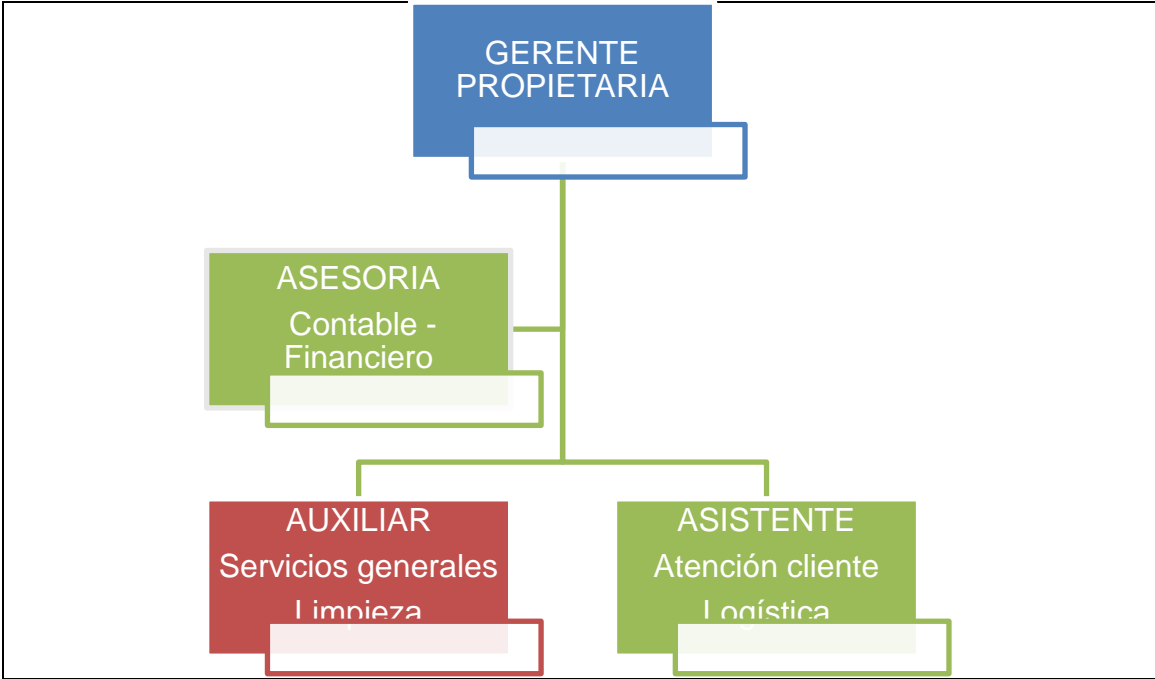 GERENTE
PROPIETARIA
ASESORIA
Contable -
Financiero
AUXILIAR
Servicios generales
Limpieza
ASISTENTE
Atención cliente
Logística